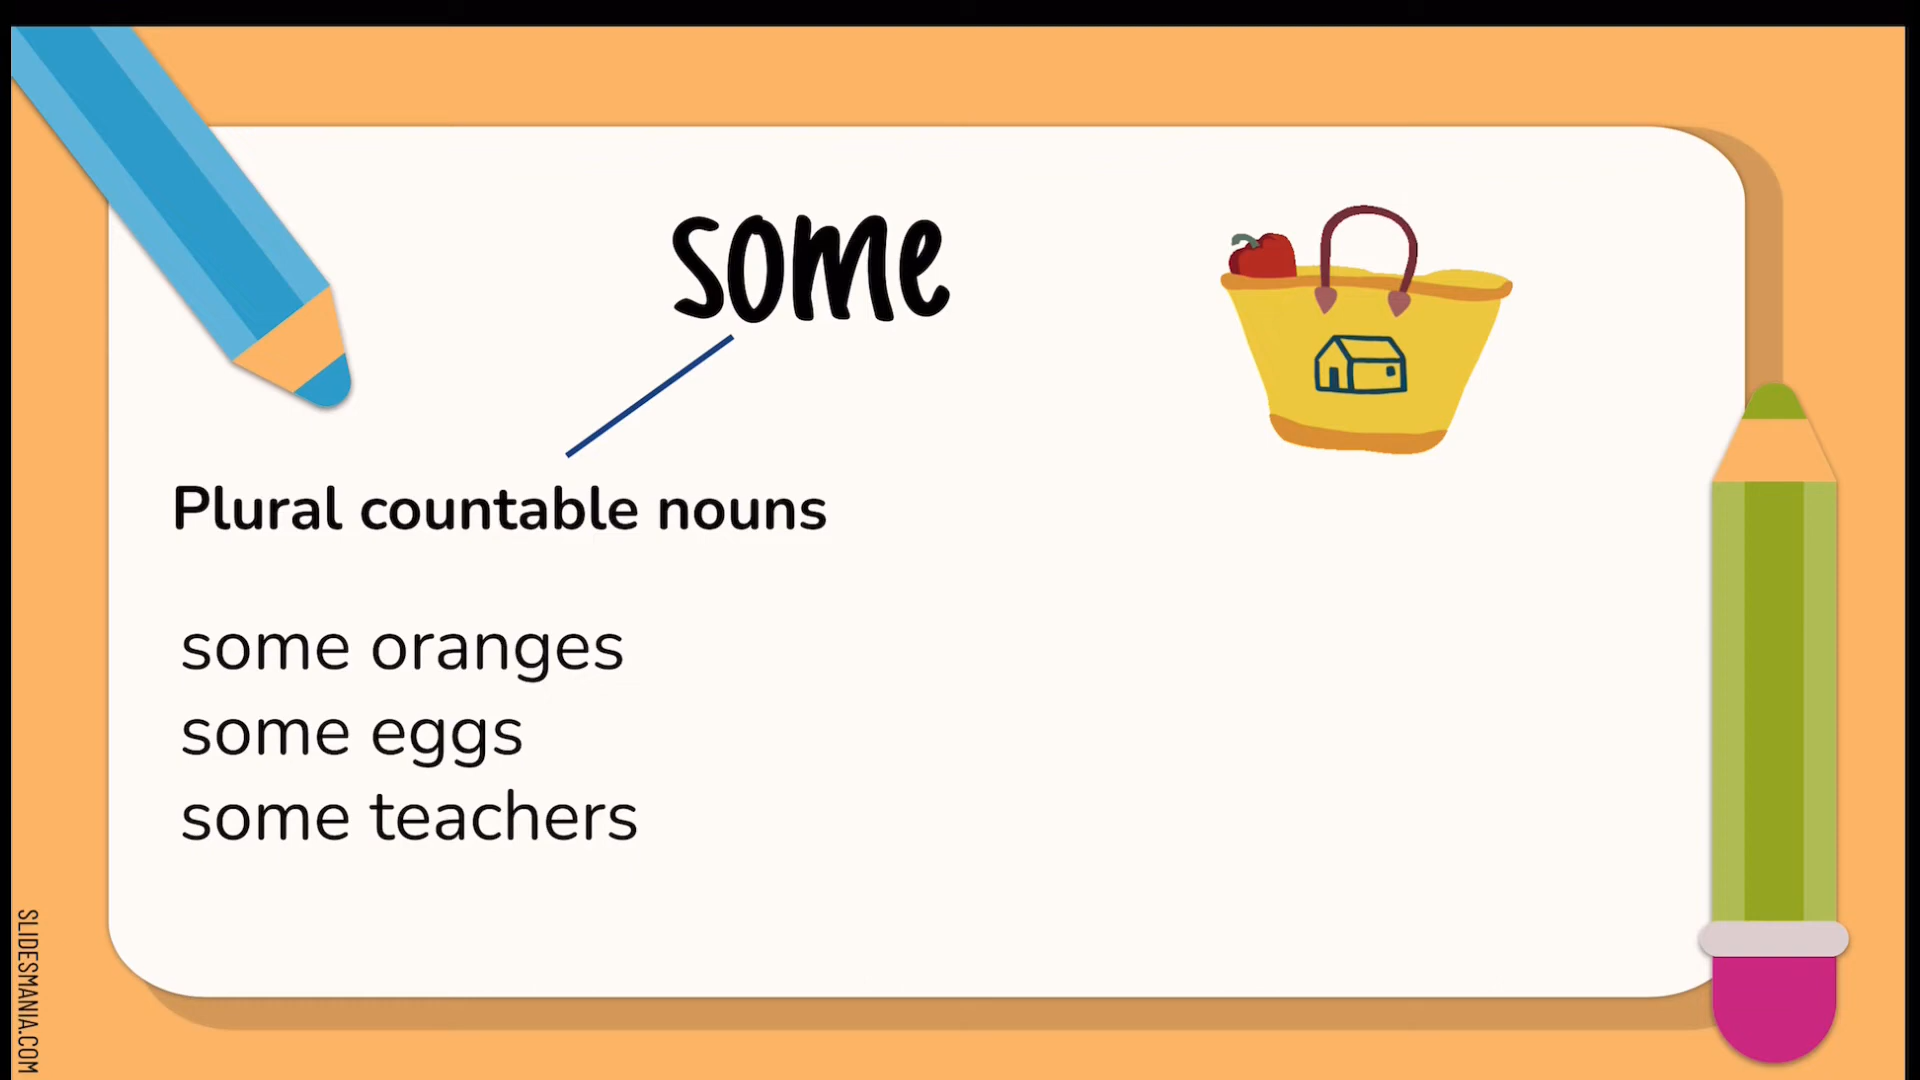 some
Plural countable nouns
some oranges
some eggs
some teachers
SLIDESMANIA.COM